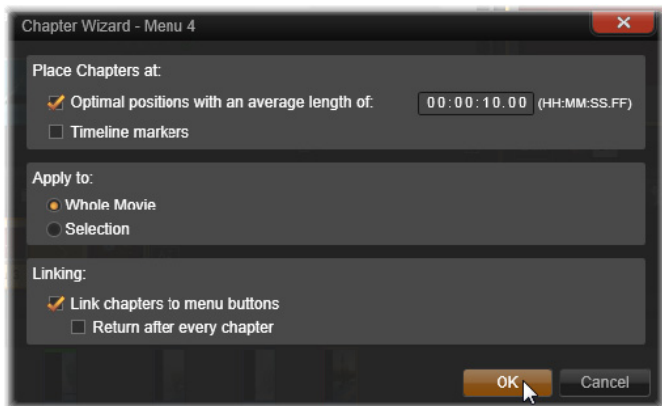 Chapter Wizard - Menu 4
Place Chapters at:
Optimal positions with an average length of: 00:00:10.00 (HH:MM:SS.FF)
Timeline markers
Apply to:
Whole Movie
Selection
Linking:
Link chapters to menu buttons
Return after every chapter
OK Cancel